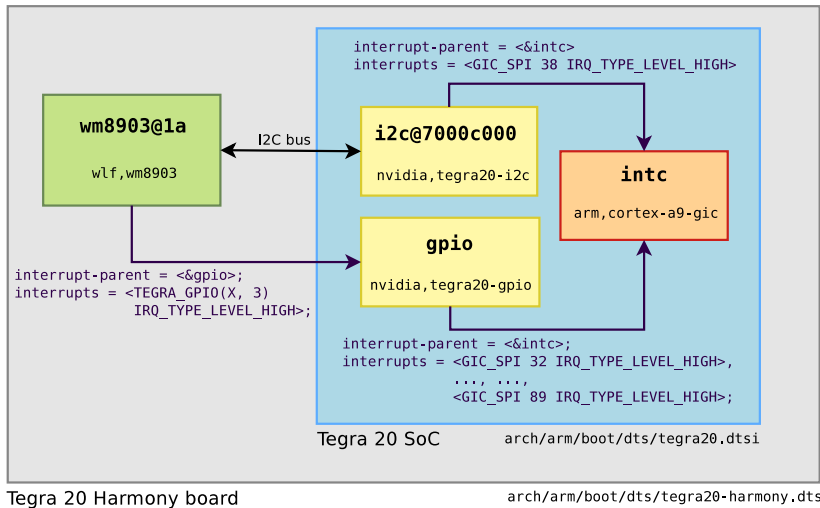 interrupt-parent = <&intc>
interrupts = <GIC_SPI 38 IRQ_TYPE_LEVEL_HIGH>
wm8903@1a
wlf,wm8903
I2C bus
i2c@7000c000
nvidia,tegra20-i2c
intc
arm,cortex-a9-gic
gpio
nvidia,tegra20-gpio
interrupt-parent = <&gpio>;
interrupts = <TEGRA_GPIO(X, 3)
IRQ_TYPE_LEVEL_HIGH>;
interrupt-parent = <&intc>;
interrupts = <GIC_SPI 32 IRQ_TYPE_LEVEL_HIGH>,
..., ...,
<GIC_SPI 89 IRQ_TYPE_LEVEL_HIGH>;
Tegra 20 SoC
arch/arm/boot/dts/tegra20.dtsi
Tegra 20 Harmony board
arch/arm/boot/dts/tegra20-harmony.dts